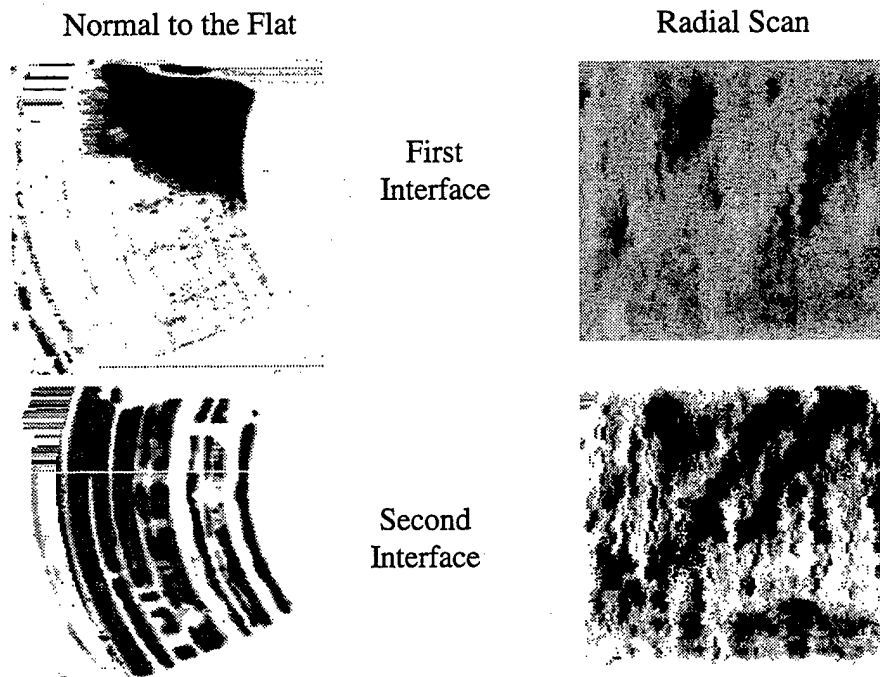 Normal to the Flat
Radial Scan
First
Interface
Second
Interface